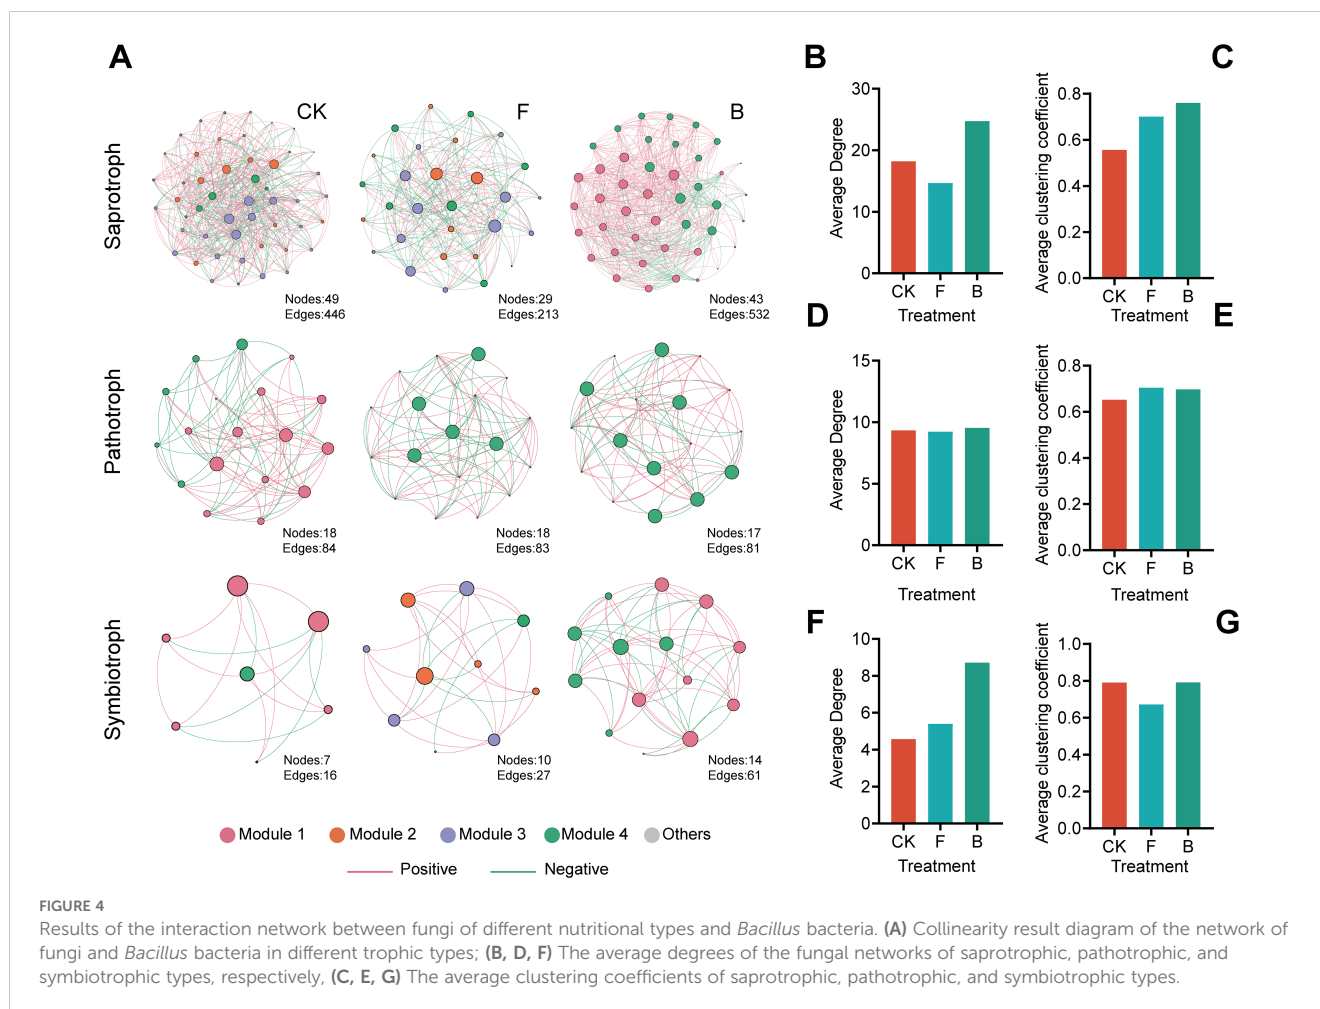 A
CK
F
B
Saprotroph
Nodes:49
Edges:446
Nodes:29
Edges:213
Nodes:43
Edges:532
Pathotroph
Nodes:18
Edges:84
Nodes:18
Edges:83
Nodes:17
Edges:81
Symbiotroph
Nodes:7
Edges:16
Nodes:10
Edges:27
Nodes:14
Edges:61
Module 1
Module 2
Module 3
Module 4
Others
Positive
Negative
B
Average Degree
30
20
10
0
CK
F
B
Treatment
C
Average clustering coefficient
0.8
0.6
0.4
0.2
0.0
CK
F
B
Treatment
D
Average Degree
15
10
5
0
CK
F
B
Treatment
E
Average clustering coefficient
0.8
0.6
0.4
0.2
0.0
CK
F
B
Treatment
F
Average Degree
10
8
6
4
2
0
CK
F
B
Treatment
G
Average clustering coefficient
1.0
0.8
0.6
0.4
0.2
0.0
CK
F
B
Treatment
FIGURE 4
Results of the interaction network between fungi of different nutritional types and Bacillus bacteria. (A) Collinearity result diagram of the network of
fungi and Bacillus bacteria in different trophic types; (B, D, F) The average degrees of the fungal networks of saprotrophic, pathotrophic, and
symbiotrophic types, respectively, (C, E, G) The average clustering coefficients of saprotrophic, pathotrophic, and symbiotrophic types.